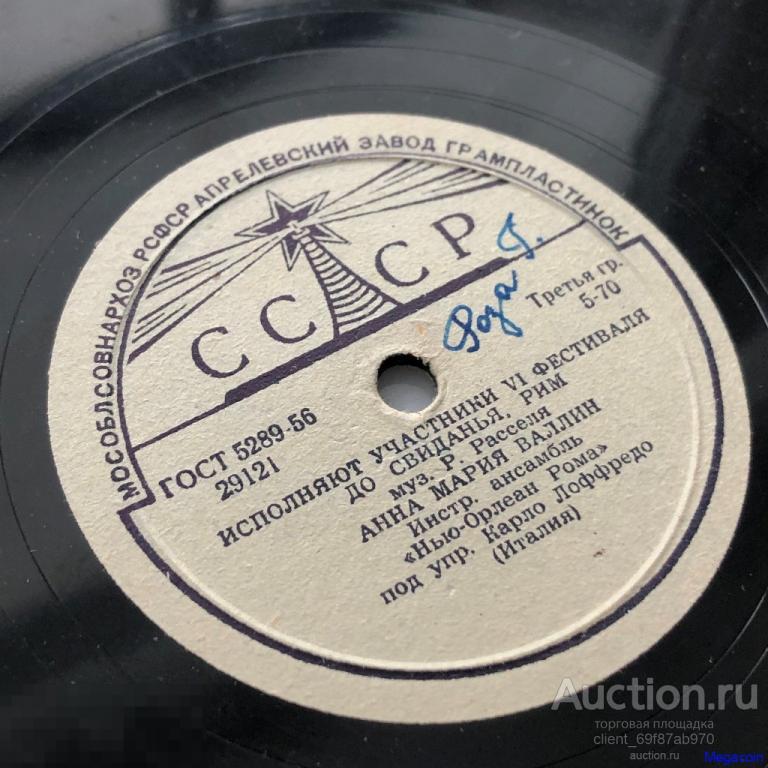 МОСОБЛСОВНАРХОЗ РСФСР АПРЕЛЕВСКИЙ ЗАВОД ГРАМПЛАСТИНОК
СССР
Роза Г.
Третья гр.
5-70
ГОСТ 5289-56
29121
ИСПОЛНЯЮТ УЧАСТНИКИ VI ФЕСТИВАЛЯ
ДО СВИДАНЬЯ, РИМ
муз. Р. Расселя
АННА МАРИЯ ВАЛЛИН
Инстр. ансамбль
«Нью-Орлеан Рома»
под упр. Карло Лоффредо
(Италия)
Auction.ru
торговая площадка
client_69f87ab970
auction.ru
Megacoin